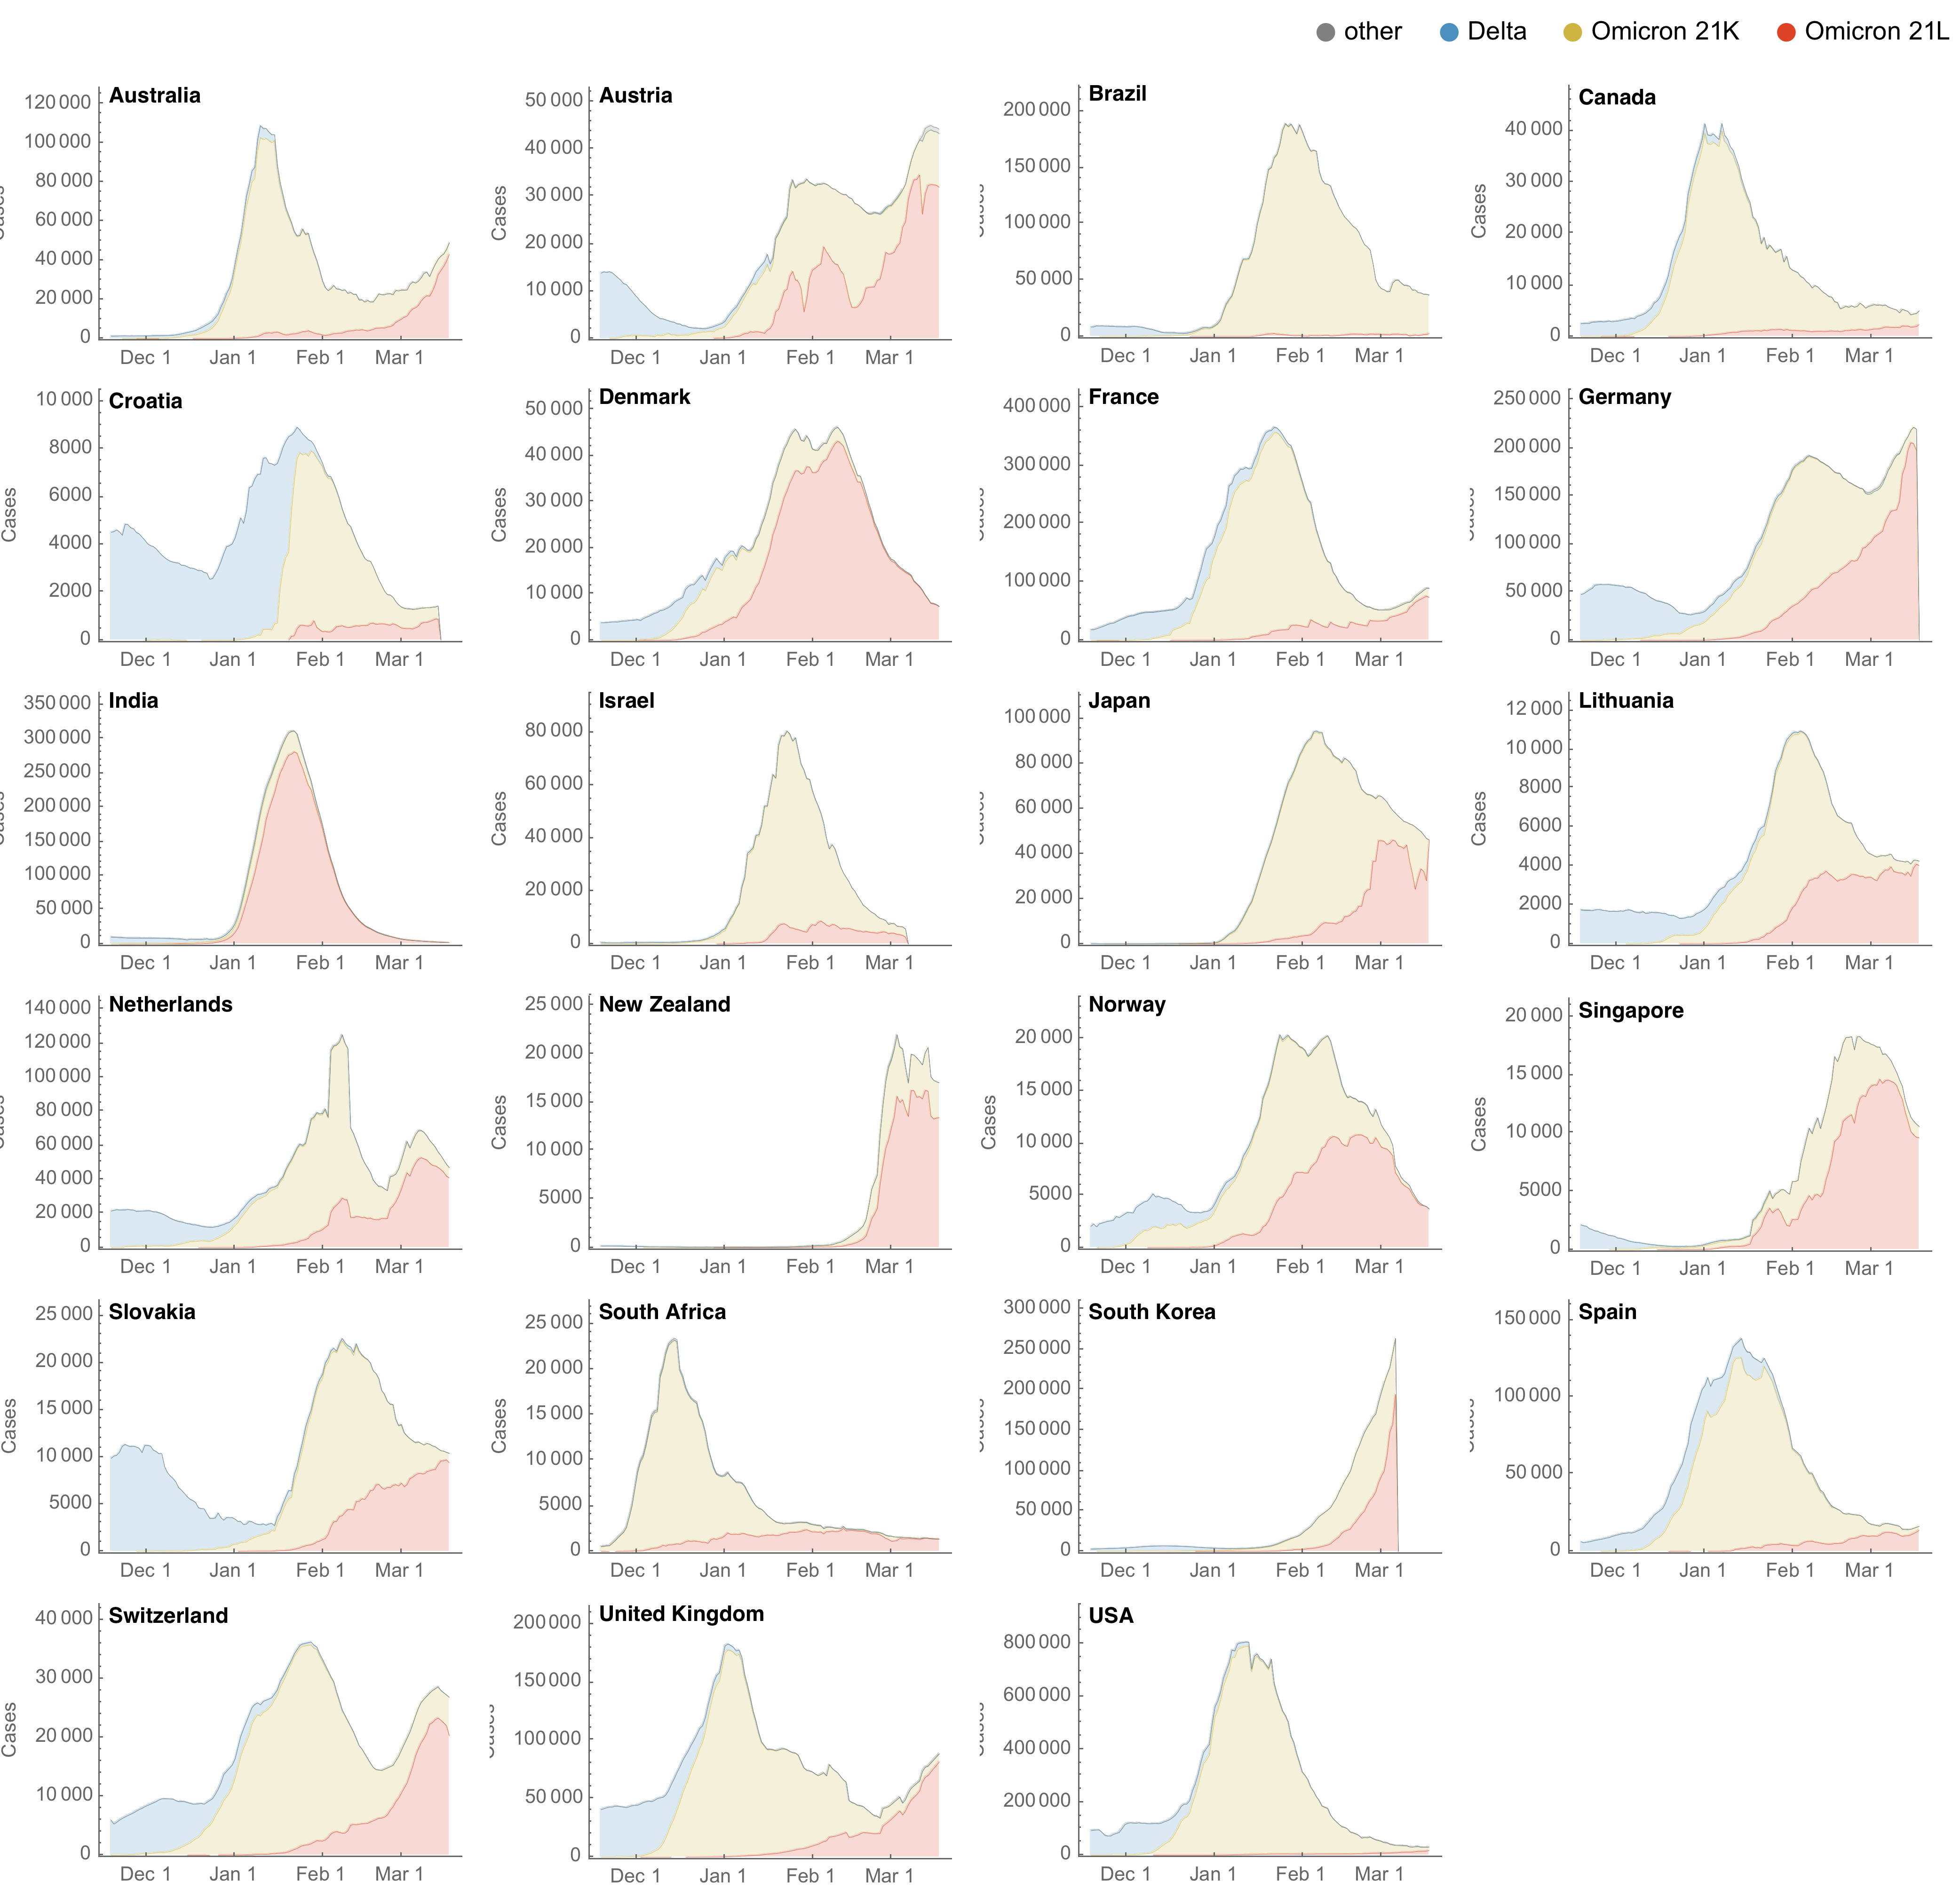 other Delta Omicron 21K Omicron 21L
Australia
120 000
100 000
80 000
60 000
40 000
20 000
0
Cases
Dec 1 Jan 1 Feb 1 Mar 1
Austria
50 000
40 000
30 000
20 000
10 000
0
Cases
Dec 1 Jan 1 Feb 1 Mar 1
Brazil
200 000
150 000
100 000
50 000
0
Cases
Dec 1 Jan 1 Feb 1 Mar 1
Canada
40 000
30 000
20 000
10 000
0
Cases
Dec 1 Jan 1 Feb 1 Mar 1
Croatia
10 000
8000
6000
4000
2000
0
Cases
Dec 1 Jan 1 Feb 1 Mar 1
Denmark
50 000
40 000
30 000
20 000
10 000
0
Cases
Dec 1 Jan 1 Feb 1 Mar 1
France
400 000
300 000
200 000
100 000
0
Cases
Dec 1 Jan 1 Feb 1 Mar 1
Germany
250 000
200 000
150 000
100 000
50 000
0
Cases
Dec 1 Jan 1 Feb 1 Mar 1
India
350 000
300 000
250 000
200 000
150 000
100 000
50 000
0
Cases
Dec 1 Jan 1 Feb 1 Mar 1
Israel
80 000
60 000
40 000
20 000
0
Cases
Dec 1 Jan 1 Feb 1 Mar 1
Japan
100 000
80 000
60 000
40 000
20 000
0
Cases
Dec 1 Jan 1 Feb 1 Mar 1
Lithuania
12 000
10 000
8000
6000
4000
2000
0
Cases
Dec 1 Jan 1 Feb 1 Mar 1
Netherlands
140 000
120 000
100 000
80 000
60 000
40 000
20 000
0
Cases
Dec 1 Jan 1 Feb 1 Mar 1
New Zealand
25 000
20 000
15 000
10 000
5000
0
Cases
Dec 1 Jan 1 Feb 1 Mar 1
Norway
20 000
15 000
10 000
5000
0
Cases
Dec 1 Jan 1 Feb 1 Mar 1
Singapore
20 000
15 000
10 000
5000
0
Cases
Dec 1 Jan 1 Feb 1 Mar 1
Slovakia
25 000
20 000
15 000
10 000
5000
0
Cases
Dec 1 Jan 1 Feb 1 Mar 1
South Africa
25 000
20 000
15 000
10 000
5000
0
Cases
Dec 1 Jan 1 Feb 1 Mar 1
South Korea
300 000
250 000
200 000
150 000
100 000
50 000
0
Cases
Dec 1 Jan 1 Feb 1 Mar 1
Spain
150 000
100 000
50 000
0
Cases
Dec 1 Jan 1 Feb 1 Mar 1
Switzerland
40 000
30 000
20 000
10 000
0
Cases
Dec 1 Jan 1 Feb 1 Mar 1
United Kingdom
200 000
150 000
100 000
50 000
0
Cases
Dec 1 Jan 1 Feb 1 Mar 1
USA
800 000
600 000
400 000
200 000
0
Cases
Dec 1 Jan 1 Feb 1 Mar 1